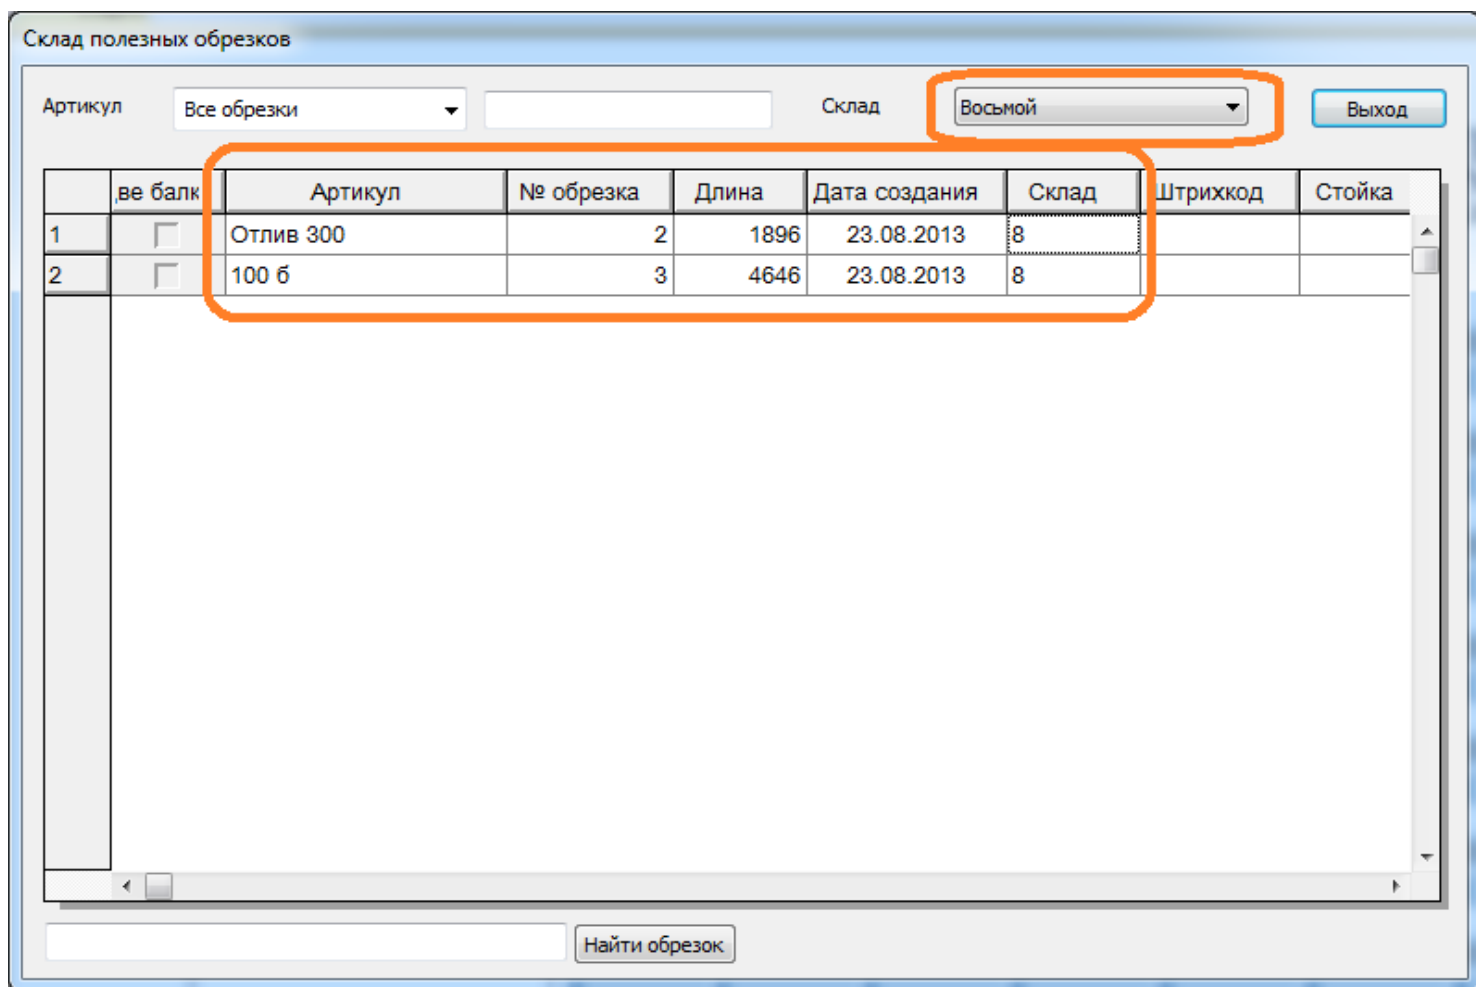 Склад полезных обрезков
Артикул Все обрезки Склад Восьмой Выход
ве балк Артикул № обрезка Длина Дата создания Склад Штрихкод Стойка
1 Отлив 300 2 1896 23.08.2013 8
2 100 б 3 4646 23.08.2013 8
Найти обрезок